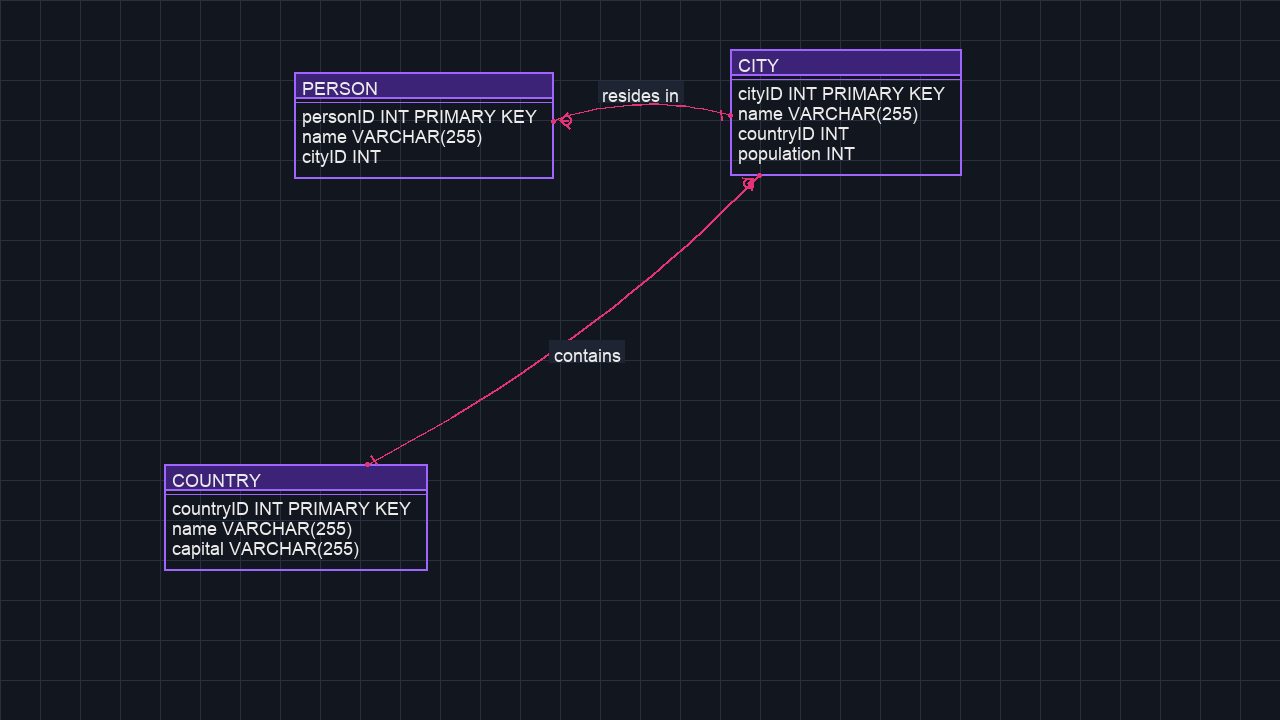 PERSON
personID INT PRIMARY KEY
name VARCHAR(255)
cityID INT
resides in
CITY
cityID INT PRIMARY KEY
name VARCHAR(255)
countryID INT
population INT
contains
COUNTRY
countryID INT PRIMARY KEY
name VARCHAR(255)
capital VARCHAR(255)